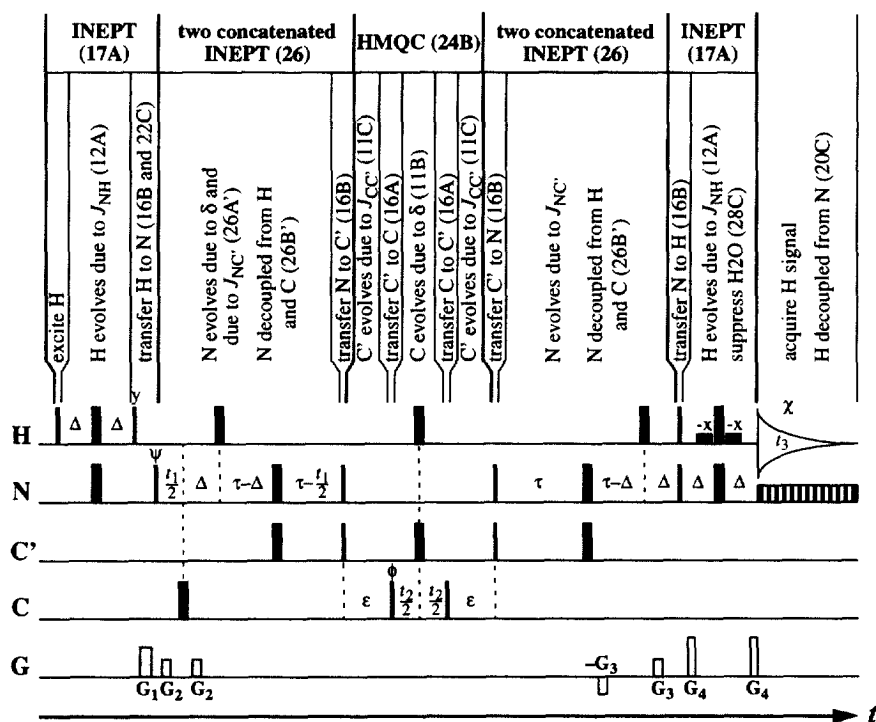 INEPT (17A)
two concatenated INEPT (26)
HMQC (24B)
two concatenated INEPT (26)
INEPT (17A)
excite H
H evolves due to J_NH (12A)
transfer H to N (16B and 22C)
N evolves due to δ and due to J_NC' (26A')
N decoupled from H and C (26B')
transfer N to C' (16B)
C' evolves due to J_CC' (11C)
transfer C' to C (16A)
C evolves due to δ (11B)
transfer C to C' (16A)
C' evolves due to J_CC' (11C)
transfer C' to N (16B)
N evolves due to J_NC'
N decoupled from H and C (26B')
transfer N to H (16B)
H evolves due to J_NH (12A)
suppress H2O (28C)
acquire H signal
H decoupled from N (20C)
H Δ Δ y -x -x χ t3
N ψ t1/2 Δ τ–Δ τ–t1/2 τ τ–Δ Δ Δ Δ
C'
C ε φ t2/2 t2/2 ε
G G1 G2 G2 –G3 G3 G4 G4
t